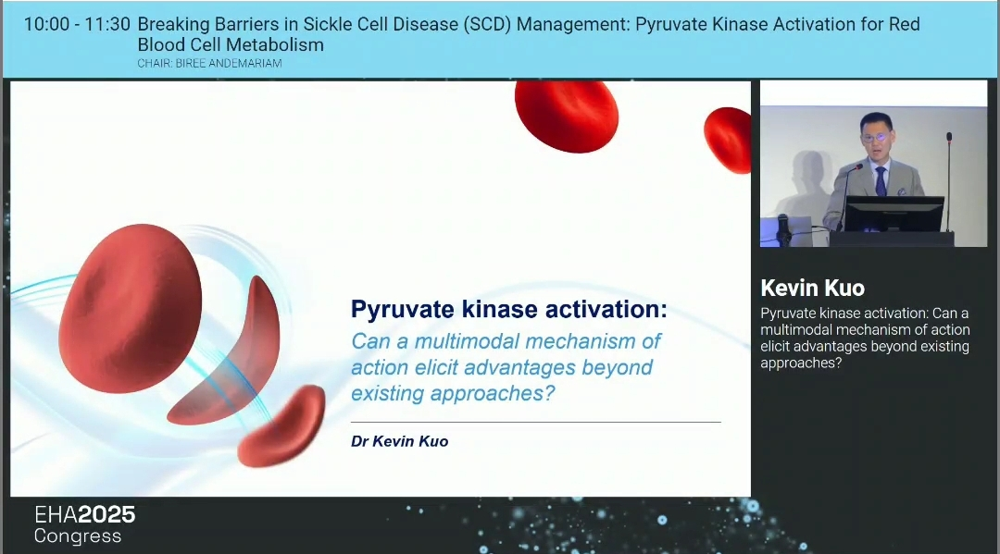 10:00 - 11:30 Breaking Barriers in Sickle Cell Disease (SCD) Management: Pyruvate Kinase Activation for Red
Blood Cell Metabolism
CHAIR: BIREE ANDEMARIAM
Pyruvate kinase activation:
Can a multimodal mechanism of
action elicit advantages beyond
existing approaches?
Dr Kevin Kuo
Kevin Kuo
Pyruvate kinase activation: Can a
multimodal mechanism of action
elicit advantages beyond existing
approaches?
EHA2025
Congress